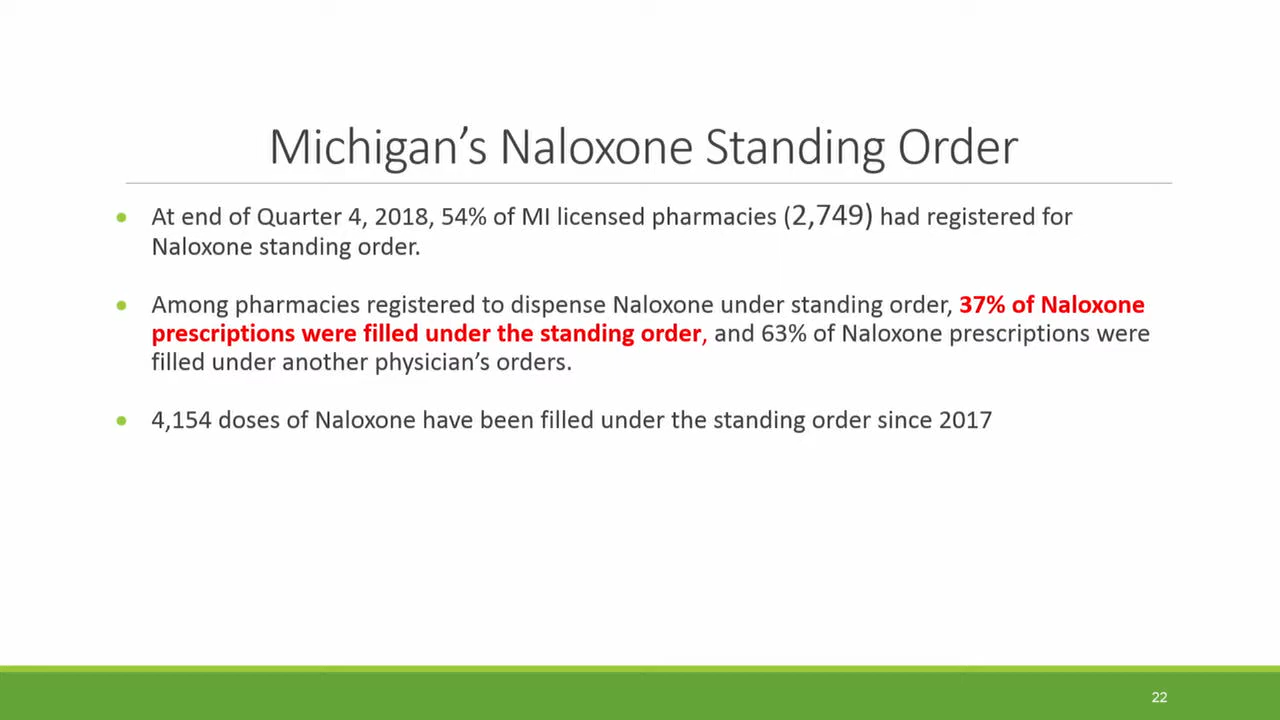 Michigan’s Naloxone Standing Order
• At end of Quarter 4, 2018, 54% of MI licensed pharmacies (2,749) had registered for
Naloxone standing order.
• Among pharmacies registered to dispense Naloxone under standing order, 37% of Naloxone
prescriptions were filled under the standing order, and 63% of Naloxone prescriptions were
filled under another physician’s orders.
• 4,154 doses of Naloxone have been filled under the standing order since 2017
22